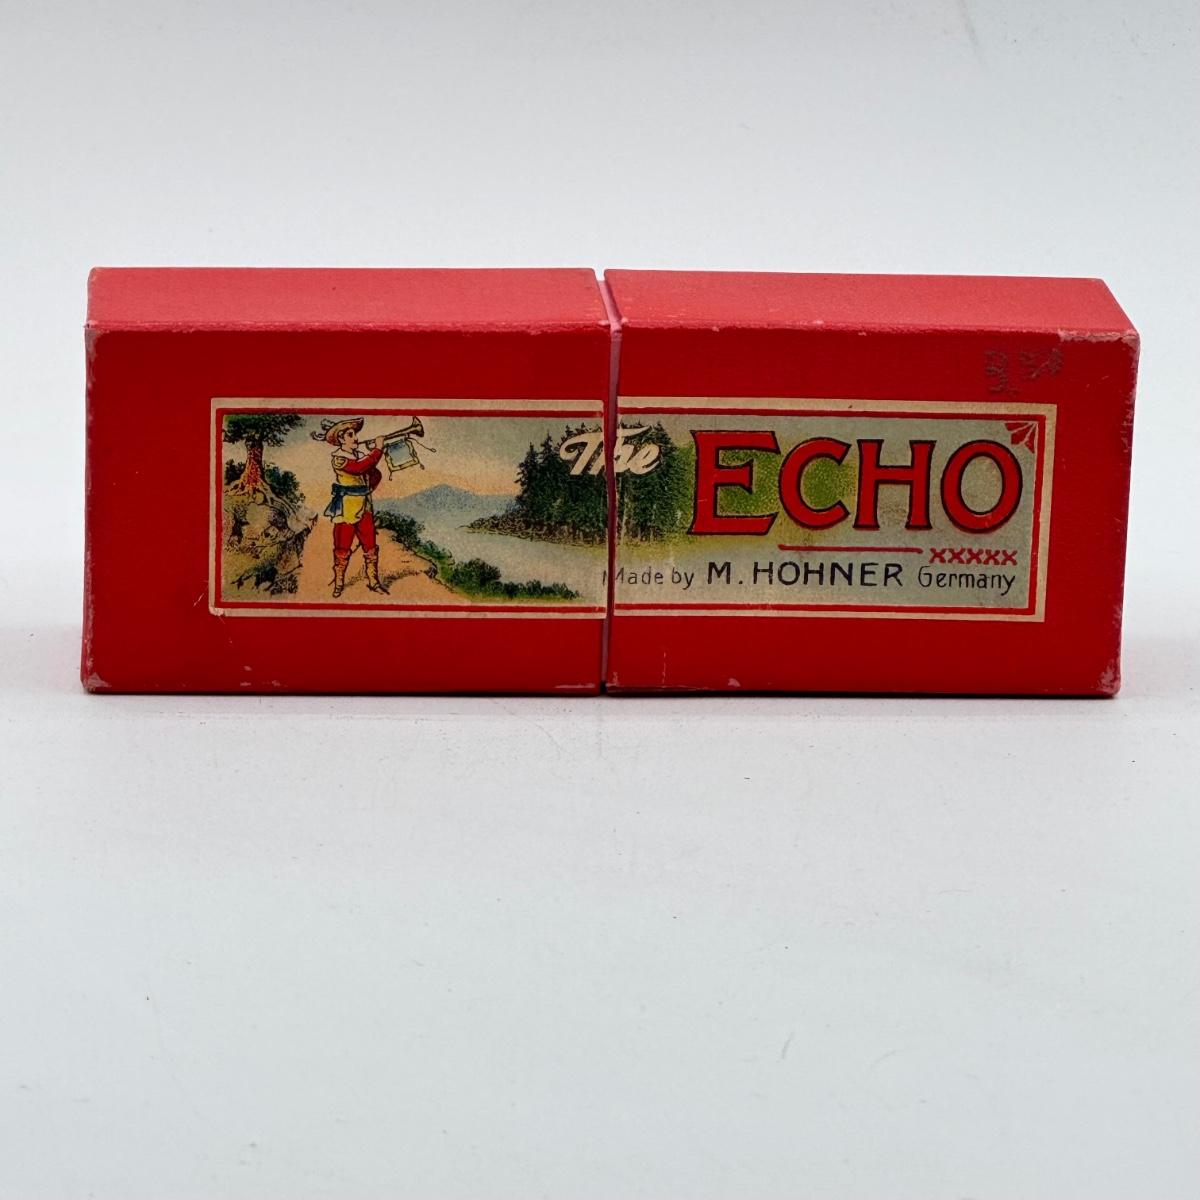 The ECHO
xxxxx
Made by M. HOHNER Germany